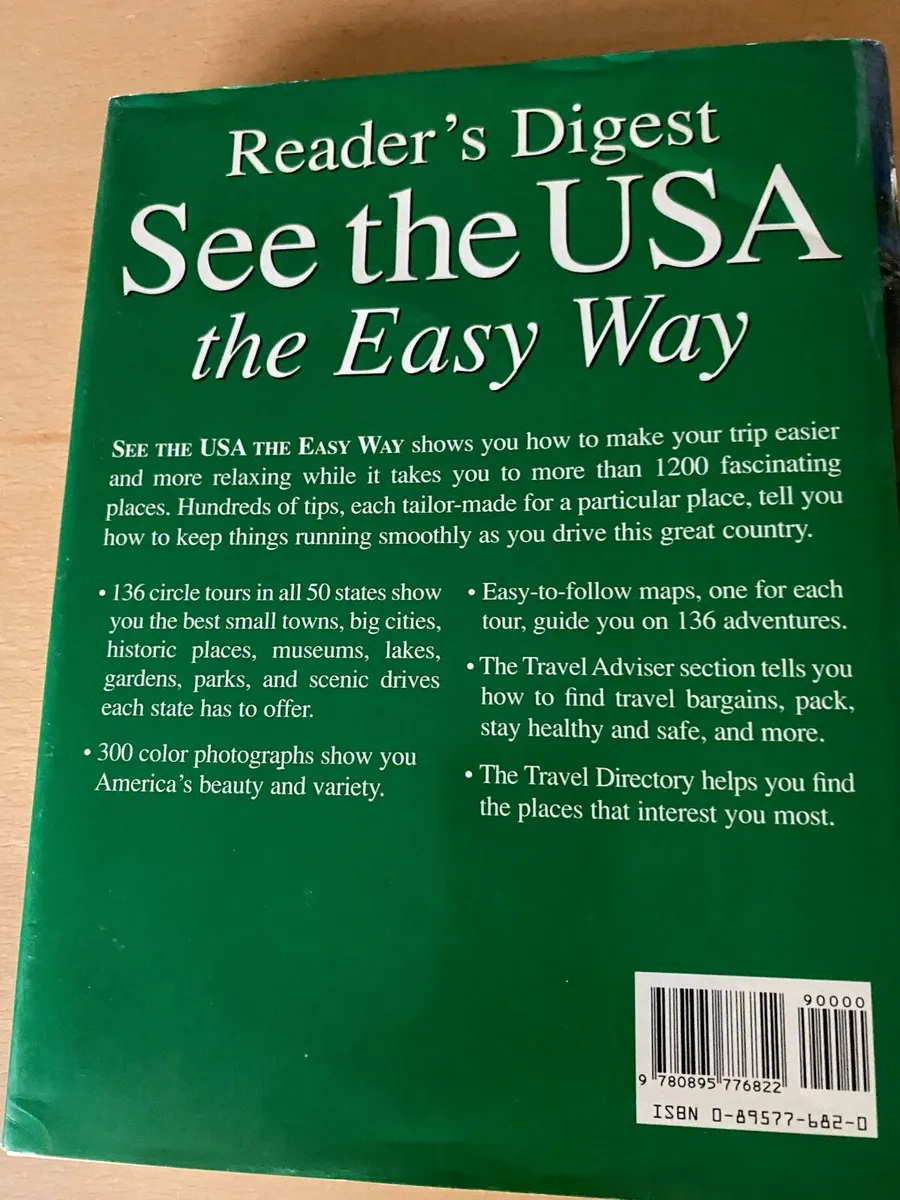 Reader's Digest
See the USA
the Easy Way
SEE THE USA THE EASY WAY shows you how to make your trip easier
and more relaxing while it takes you to more than 1200 fascinating
places. Hundreds of tips, each tailor-made for a particular place, tell you
how to keep things running smoothly as you drive this great country.
• 136 circle tours in all 50 states show
you the best small towns, big cities,
historic places, museums, lakes,
gardens, parks, and scenic drives
each state has to offer.
• 300 color photographs show you
America's beauty and variety.
• Easy-to-follow maps, one for each
tour, guide you on 136 adventures.
• The Travel Adviser section tells you
how to find travel bargains, pack,
stay healthy and safe, and more.
• The Travel Directory helps you find
the places that interest you most.
90000
9 780895 776822
ISBN 0-89577-682-0